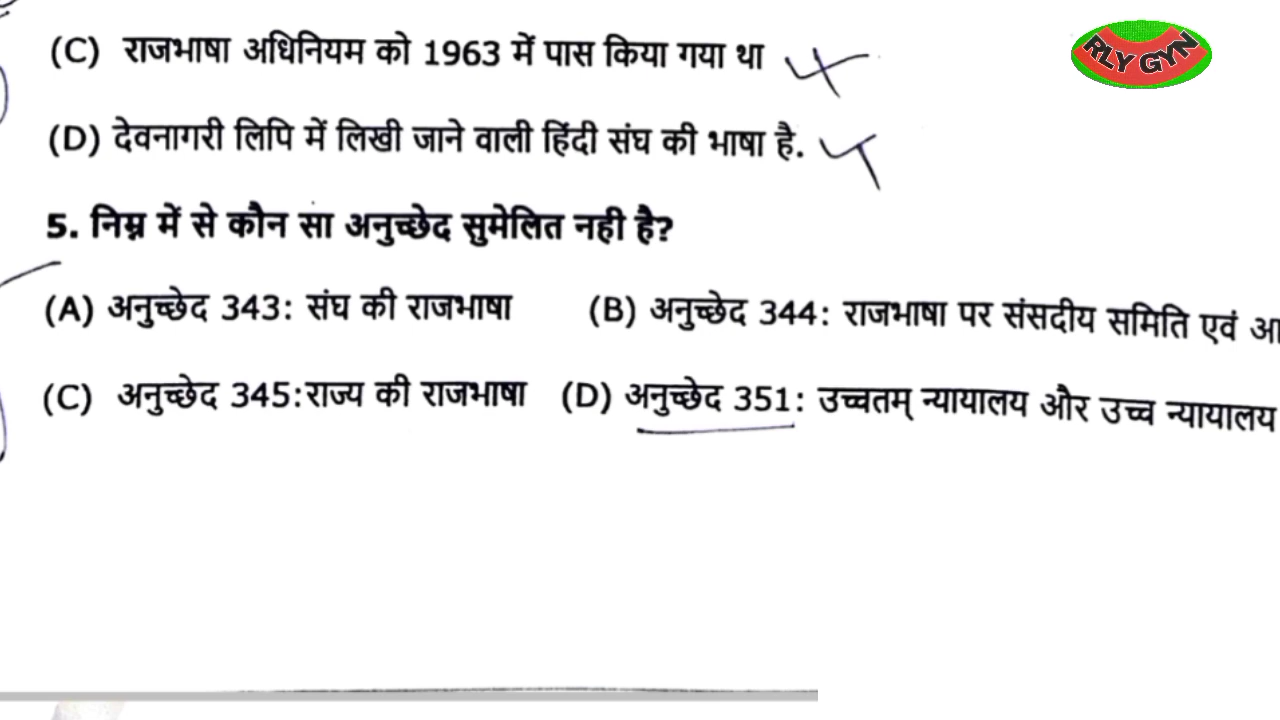 (C) राजभाषा अधिनियम को 1963 में पास किया गया था
RLY GYN
(D) देवनागरी लिपि में लिखी जाने वाली हिंदी संघ की भाषा है.
5. निम्न में से कौन सा अनुच्छेद सुमेलित नही है?
(A) अनुच्छेद 343: संघ की राजभाषा (B) अनुच्छेद 344: राजभाषा पर संसदीय समिति एवं
(C) अनुच्छेद 345:राज्य की राजभाषा (D) अनुच्छेद 351: उच्चतम् न्यायालय और उच्च न्यायालय